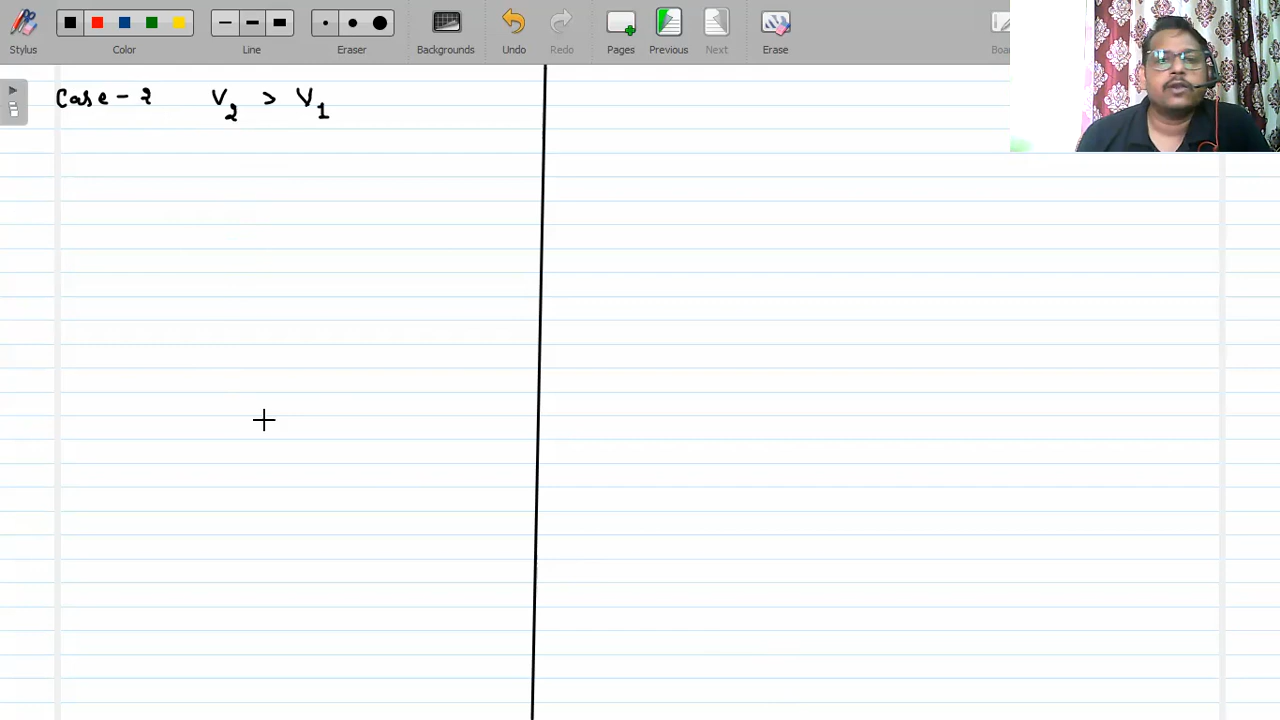 Stylus
Color
Line
Eraser
Backgrounds
Undo
Redo
Pages
Previous
Next
Erase
Case - 2 V2 > V1